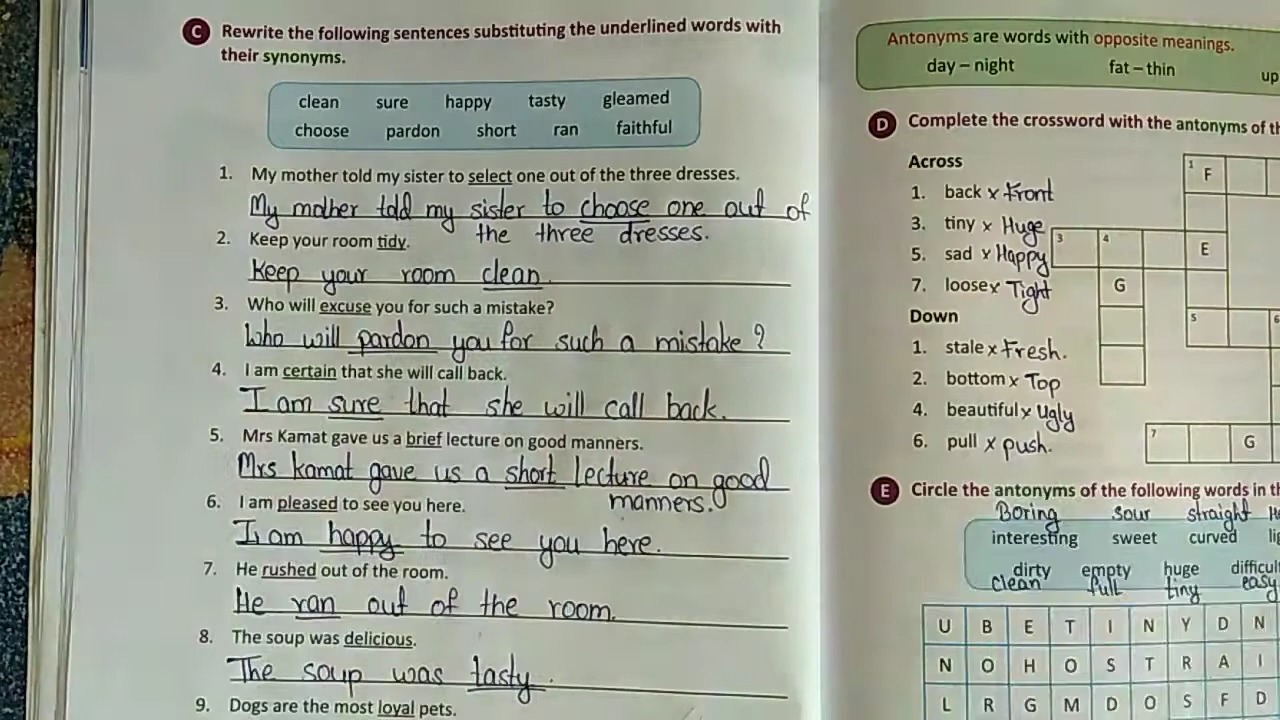 C Rewrite the following sentences substituting the underlined words with
their synonyms.
clean sure happy tasty gleamed
choose pardon short ran faithful
1. My mother told my sister to select one out of the three dresses.
My mother told my sister to choose one out of
the three dresses.
2. Keep your room tidy.
Keep your room clean.
3. Who will excuse you for such a mistake?
Who will pardon you for such a mistake?
4. I am certain that she will call back.
I am sure that she will call back.
5. Mrs Kamat gave us a brief lecture on good manners.
Mrs Kamat gave us a short lecture on good
manners.
6. I am pleased to see you here.
I am happy to see you here.
7. He rushed out of the room.
He ran out of the room.
8. The soup was delicious.
The soup was tasty.
9. Dogs are the most loyal pets.
Antonyms are words with opposite meanings.
day – night fat – thin up
D Complete the crossword with the antonyms of th
Across
1. back x Front
3. tiny x Huge
5. sad x Happy
7. loose x Tight
Down
1. stale x Fresh.
2. bottom x Top
4. beautiful x Ugly
6. pull x push.
1 F
3 4 E
G
5 6
7 G
E Circle the antonyms of the following words in th
Boring sour straight
interesting sweet curved lig
dirty empty huge difficul
clean full tiny easy
U B E T I N Y D N
N O H O S T R A I
L R G M D O S F D